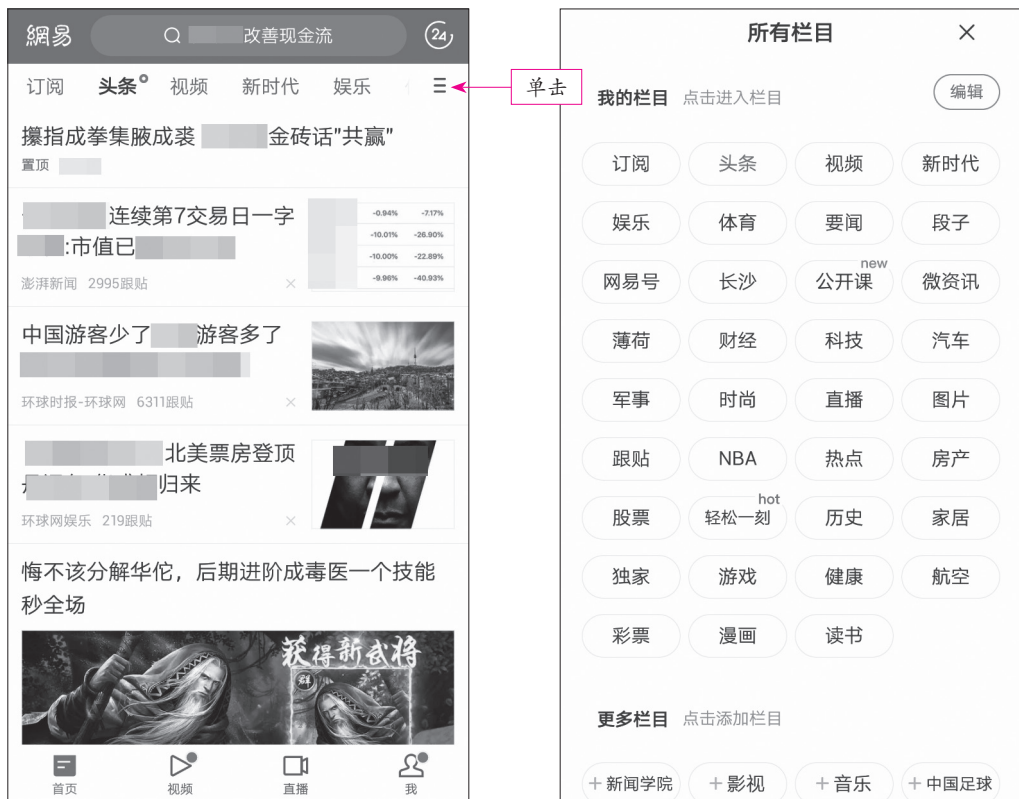 網易
改善现金流
24
订阅 头条 视频 新时代 娱乐
单击
攥指成拳集腋成裘 金砖话"共赢"
置顶
连续第7交易日一字
:市值已
-0.94% -7.17%
-10.01% -26.90%
-10.00% -22.89%
-9.96% -40.93%
澎湃新闻 2995跟贴
中国游客少了 游客多了
环球时报-环球网 6311跟贴
北美票房登顶
归来
环球网娱乐 219跟贴
悔不该分解华佗，后期进阶成毒医一个技能
秒全场
获得新武将
群
首页 视频 直播 我
所有栏目
我的栏目 点击进入栏目 编辑
订阅 头条 视频 新时代
娱乐 体育 要闻 段子
new
网易号 长沙 公开课 微资讯
薄荷 财经 科技 汽车
军事 时尚 直播 图片
跟贴 NBA 热点 房产
hot
股票 轻松一刻 历史 家居
独家 游戏 健康 航空
彩票 漫画 读书
更多栏目 点击添加栏目
+新闻学院 +影视 +音乐 +中国足球